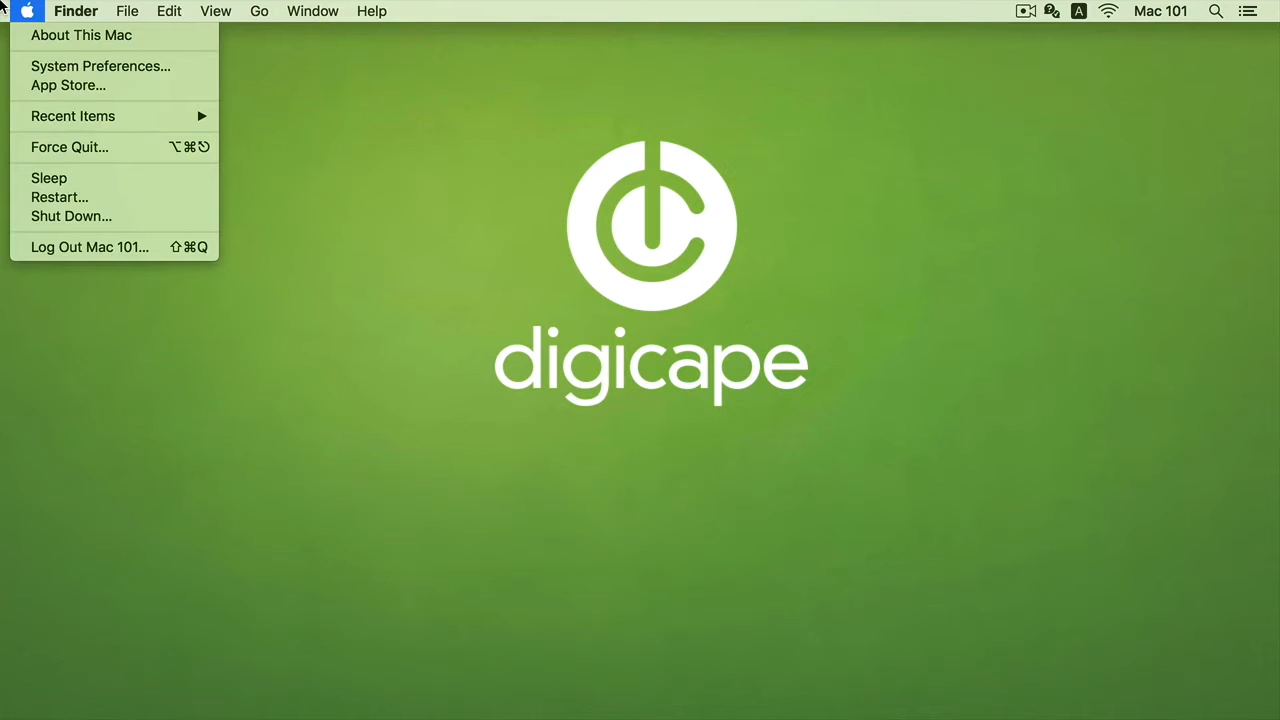 Finder File Edit View Go Window Help A Mac 101
About This Mac
System Preferences...
App Store...
Recent Items
Force Quit... ⌥⌘⎋
Sleep
Restart...
Shut Down...
Log Out Mac 101... ⇧⌘Q
digicape